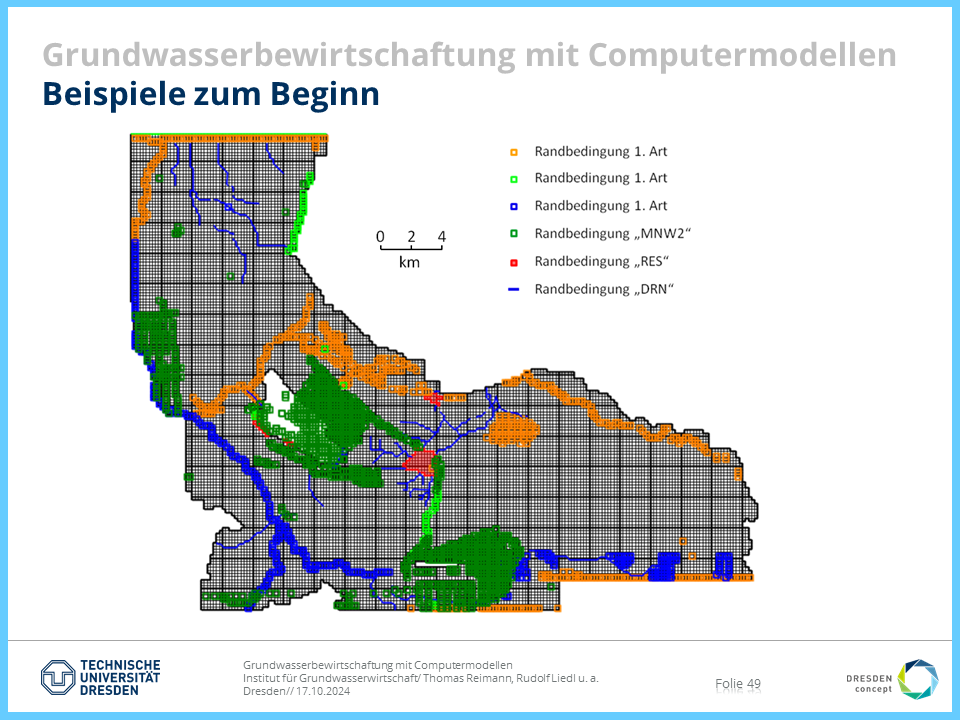 Grundwasserbewirtschaftung mit Computermodellen
Beispiele zum Beginn
Randbedingung 1. Art
Randbedingung 1. Art
Randbedingung 1. Art
Randbedingung „MNW2“
Randbedingung „RES“
Randbedingung „DRN“
0 2 4
km
TECHNISCHE
UNIVERSITÄT
DRESDEN
Grundwasserbewirtschaftung mit Computermodellen
Institut für Grundwasserwirtschaft/ Thomas Reimann, Rudolf Liedl u. a.
Dresden// 17.10.2024
Folie 49
DRESDEN
concept